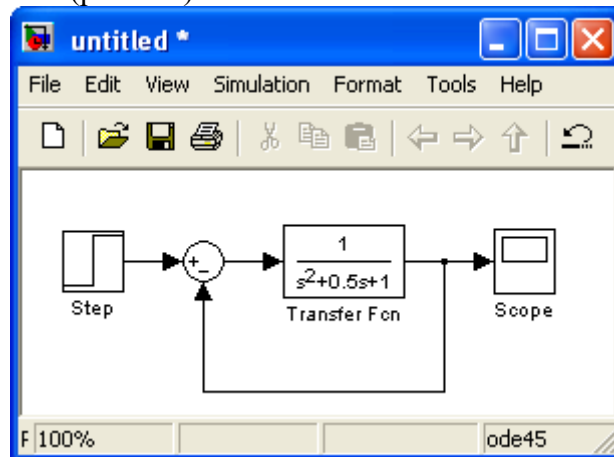 untitled *
File Edit View Simulation Format Tools Help
+
−
1
s²+0.5s+1
Step
Transfer Fcn
Scope
100%
ode45